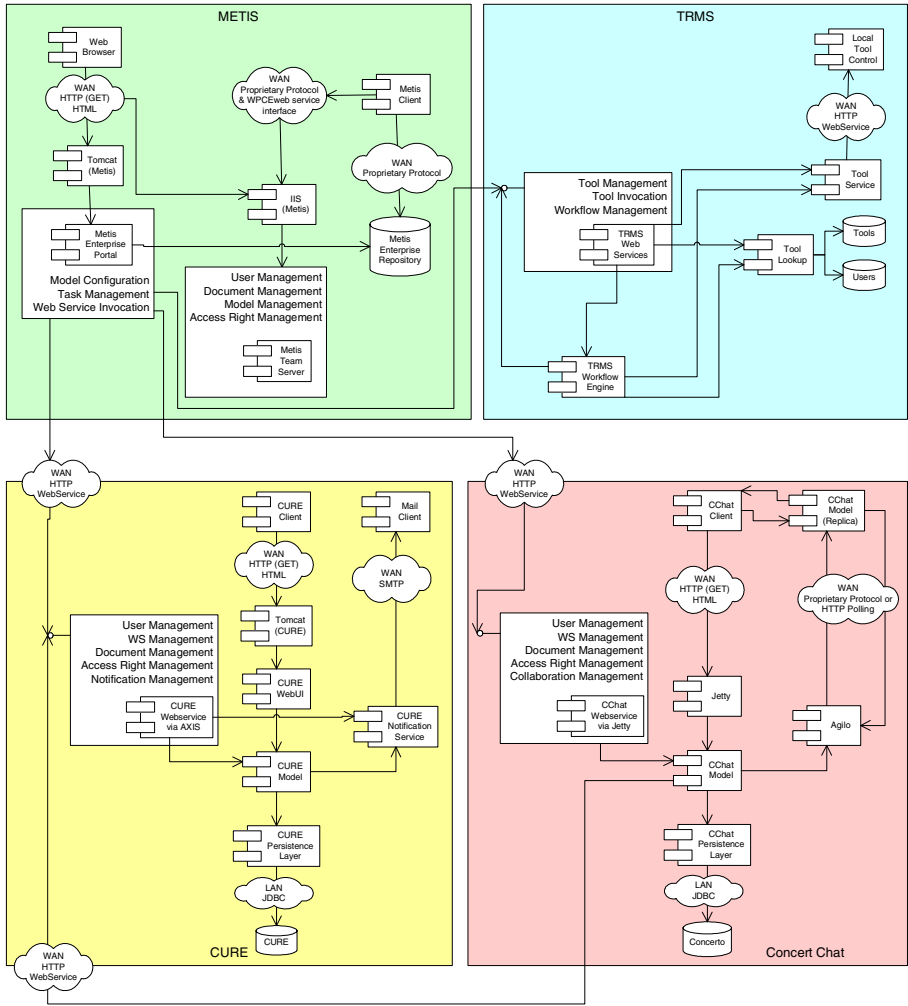 METIS
Web
Browser
WAN
HTTP (GET)
HTML
Tomcat
(Metis)
Metis
Enterprise
Portal
Model Configuration
Task Management
Web Service Invocation
WAN
Proprietary Protocol
& WPCEweb service
interface
Metis
Client
WAN
Proprietary Protocol
IIS
(Metis)
Metis
Enterprise
Repository
User Management
Document Management
Model Management
Access Right Management
Metis
Team
Server
TRMS
Local
Tool
Control
WAN
HTTP
WebService
Tool
Service
Tool Management
Tool Invocation
Workflow Management
TRMS
Web
Services
Tool
Lookup
Tools
Users
TRMS
Workflow
Engine
WAN
HTTP
WebService
CURE
Client
Mail
Client
WAN
HTTP (GET)
HTML
WAN
SMTP
Tomcat
(CURE)
User Management
WS Management
Document Management
Access Right Management
Notification Management
CURE
Webservice
via AXIS
CURE
WebUI
CURE
Notification
Service
CURE
Model
CURE
Persistence
Layer
LAN
JDBC
CURE
CURE
WAN
HTTP
WebService
WAN
HTTP
WebService
CChat
Client
CChat
Model
(Replica)
WAN
HTTP (GET)
HTML
WAN
Proprietary Protocol or
HTTP Polling
User Management
WS Management
Document Management
Access Right Management
Collaboration Management
CChat
Webservice
via Jetty
Jetty
Agilo
CChat
Model
CChat
Persistence
Layer
LAN
JDBC
Concerto
Concert Chat